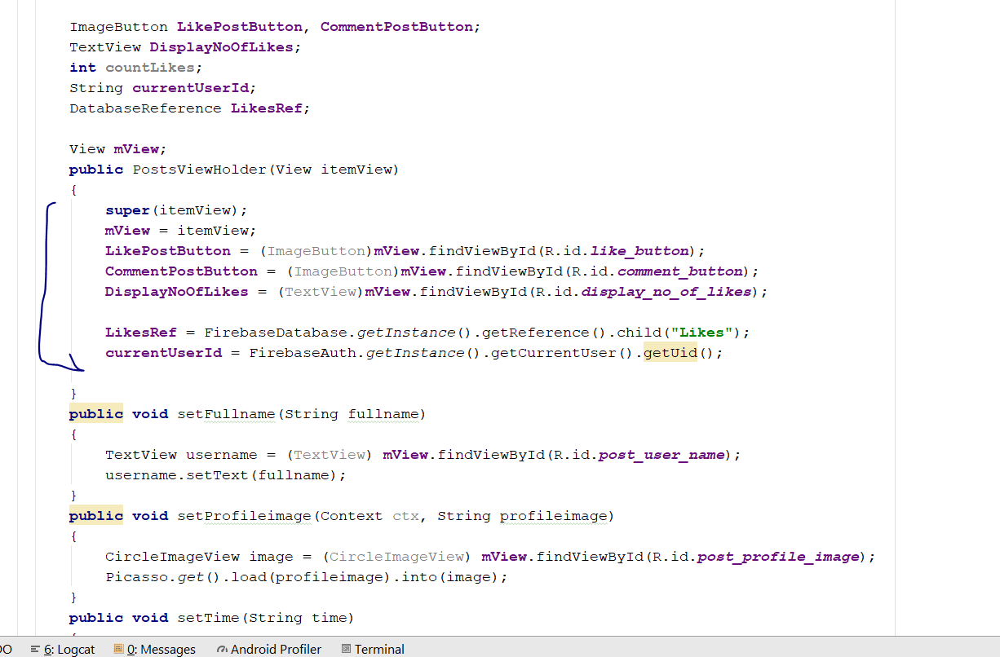 ImageButton LikePostButton, CommentPostButton;
TextView DisplayNoOfLikes;
int countLikes;
String currentUserId;
DatabaseReference LikesRef;
View mView;
public PostsViewHolder(View itemView)
{
super(itemView);
mView = itemView;
LikePostButton = (ImageButton)mView.findViewById(R.id.like_button);
CommentPostButton = (ImageButton)mView.findViewById(R.id.comment_button);
DisplayNoOfLikes = (TextView)mView.findViewById(R.id.display_no_of_likes);
LikesRef = FirebaseDatabase.getInstance().getReference().child("Likes");
currentUserId = FirebaseAuth.getInstance().getCurrentUser().getUid();
}
public void setFullname(String fullname)
{
TextView username = (TextView) mView.findViewById(R.id.post_user_name);
username.setText(fullname);
}
public void setProfileimage(Context ctx, String profileimage)
{
CircleImageView image = (CircleImageView) mView.findViewById(R.id.post_profile_image);
Picasso.get().load(profileimage).into(image);
}
public void setTime(String time)
{
DO 6: Logcat 0: Messages Android Profiler Terminal